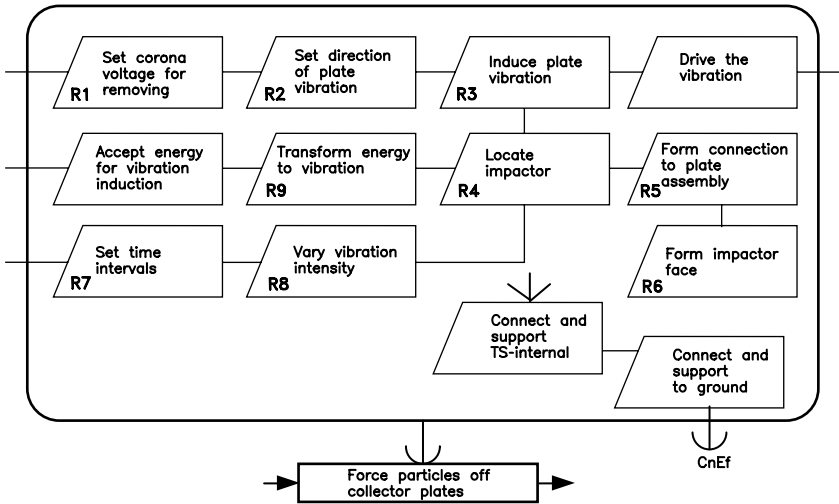 Set corona
voltage for
removing
R1
Set direction
of plate
vibration
R2
Induce plate
vibration
R3
Drive the
vibration
Accept energy
for vibration
induction
Transform energy
to vibration
R9
Locate
impactor
R4
Form connection
to plate
assembly
R5
Set time
intervals
R7
Vary vibration
intensity
R8
Form impactor
face
R6
Connect and
support
TS-internal
Connect and
support
to ground
CnEf
Force particles off
collector plates